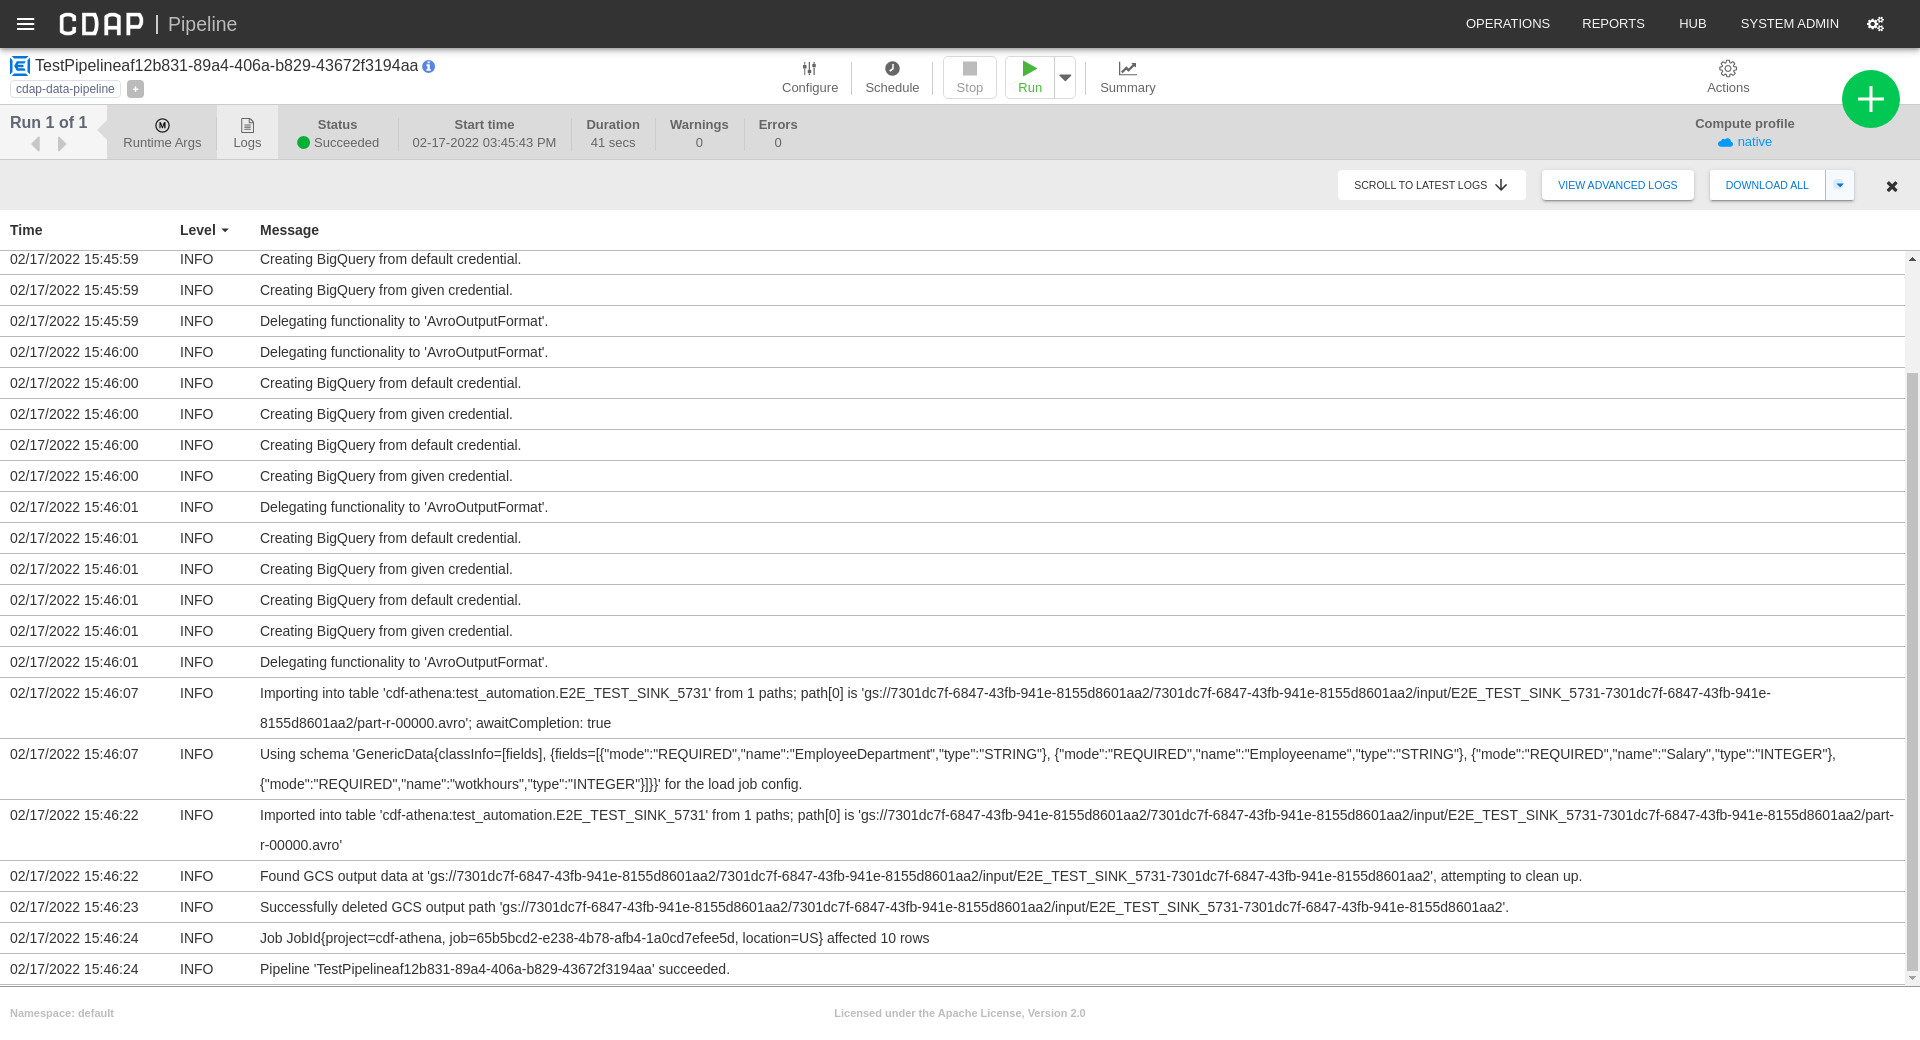 CDAP | Pipeline
OPERATIONS REPORTS HUB SYSTEM ADMIN
TestPipelineaf12b831-89a4-406a-b829-43672f3194aa
cdap-data-pipeline +
Configure Schedule Stop Run Summary Actions
Run 1 of 1
Runtime Args
Logs
Status
Succeeded
Start time
02-17-2022 03:45:43 PM
Duration
41 secs
Warnings
0
Errors
0
Compute profile
native
SCROLL TO LATEST LOGS VIEW ADVANCED LOGS DOWNLOAD ALL
Time Level Message
02/17/2022 15:45:59 INFO Creating BigQuery from default credential.
02/17/2022 15:45:59 INFO Creating BigQuery from given credential.
02/17/2022 15:45:59 INFO Delegating functionality to 'AvroOutputFormat'.
02/17/2022 15:46:00 INFO Delegating functionality to 'AvroOutputFormat'.
02/17/2022 15:46:00 INFO Creating BigQuery from default credential.
02/17/2022 15:46:00 INFO Creating BigQuery from given credential.
02/17/2022 15:46:00 INFO Creating BigQuery from default credential.
02/17/2022 15:46:00 INFO Creating BigQuery from given credential.
02/17/2022 15:46:01 INFO Delegating functionality to 'AvroOutputFormat'.
02/17/2022 15:46:01 INFO Creating BigQuery from default credential.
02/17/2022 15:46:01 INFO Creating BigQuery from given credential.
02/17/2022 15:46:01 INFO Creating BigQuery from default credential.
02/17/2022 15:46:01 INFO Creating BigQuery from given credential.
02/17/2022 15:46:01 INFO Delegating functionality to 'AvroOutputFormat'.
02/17/2022 15:46:07 INFO Importing into table 'cdf-athena:test_automation.E2E_TEST_SINK_5731' from 1 paths; path[0] is 'gs://7301dc7f-6847-43fb-941e-8155d8601aa2/7301dc7f-6847-43fb-941e-8155d8601aa2/input/E2E_TEST_SINK_5731-7301dc7f-6847-43fb-941e-
8155d8601aa2/part-r-00000.avro'; awaitCompletion: true
02/17/2022 15:46:07 INFO Using schema 'GenericData{classInfo=[fields], {fields=[{"mode":"REQUIRED","name":"EmployeeDepartment","type":"STRING"}, {"mode":"REQUIRED","name":"Employeename","type":"STRING"}, {"mode":"REQUIRED","name":"Salary","type":"INTEGER"},
{"mode":"REQUIRED","name":"wotkhours","type":"INTEGER"}]}}' for the load job config.
02/17/2022 15:46:22 INFO Imported into table 'cdf-athena:test_automation.E2E_TEST_SINK_5731' from 1 paths; path[0] is 'gs://7301dc7f-6847-43fb-941e-8155d8601aa2/7301dc7f-6847-43fb-941e-8155d8601aa2/input/E2E_TEST_SINK_5731-7301dc7f-6847-43fb-941e-8155d8601aa2/part-
r-00000.avro'
02/17/2022 15:46:22 INFO Found GCS output data at 'gs://7301dc7f-6847-43fb-941e-8155d8601aa2/7301dc7f-6847-43fb-941e-8155d8601aa2/input/E2E_TEST_SINK_5731-7301dc7f-6847-43fb-941e-8155d8601aa2', attempting to clean up.
02/17/2022 15:46:23 INFO Successfully deleted GCS output path 'gs://7301dc7f-6847-43fb-941e-8155d8601aa2/7301dc7f-6847-43fb-941e-8155d8601aa2/input/E2E_TEST_SINK_5731-7301dc7f-6847-43fb-941e-8155d8601aa2'.
02/17/2022 15:46:24 INFO Job JobId{project=cdf-athena, job=65b5bcd2-e238-4b78-afb4-1a0cd7efee5d, location=US} affected 10 rows
02/17/2022 15:46:24 INFO Pipeline 'TestPipelineaf12b831-89a4-406a-b829-43672f3194aa' succeeded.
Namespace: default Licensed under the Apache License, Version 2.0